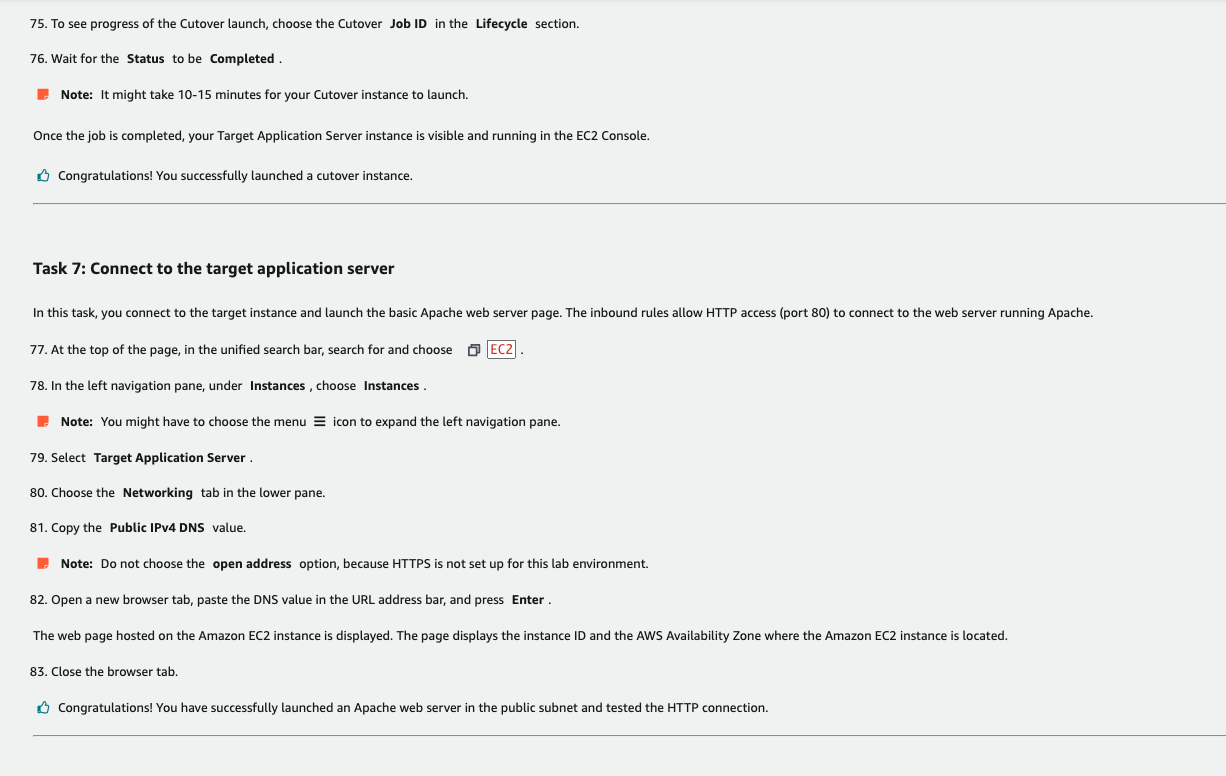 75. To see progress of the Cutover launch, choose the Cutover Job ID in the Lifecycle section.
76. Wait for the Status to be Completed .
Note: It might take 10-15 minutes for your Cutover instance to launch.
Once the job is completed, your Target Application Server instance is visible and running in the EC2 Console.
Congratulations! You successfully launched a cutover instance.
Task 7: Connect to the target application server
In this task, you connect to the target instance and launch the basic Apache web server page. The inbound rules allow HTTP access (port 80) to connect to the web server running Apache.
77. At the top of the page, in the unified search bar, search for and choose EC2 .
78. In the left navigation pane, under Instances , choose Instances .
Note: You might have to choose the menu ☰ icon to expand the left navigation pane.
79. Select Target Application Server .
80. Choose the Networking tab in the lower pane.
81. Copy the Public IPv4 DNS value.
Note: Do not choose the open address option, because HTTPS is not set up for this lab environment.
82. Open a new browser tab, paste the DNS value in the URL address bar, and press Enter .
The web page hosted on the Amazon EC2 instance is displayed. The page displays the instance ID and the AWS Availability Zone where the Amazon EC2 instance is located.
83. Close the browser tab.
Congratulations! You have successfully launched an Apache web server in the public subnet and tested the HTTP connection.